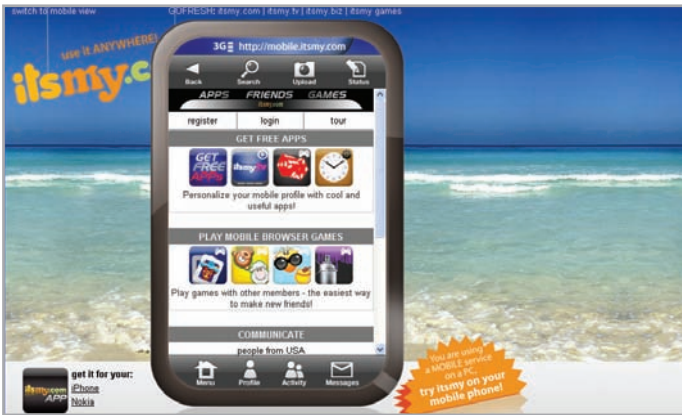 switch to mobile view
GOFRESH: itsmy.com | itsmy.tv | itsmy.biz | itsmy games
use it ANYWHERE!
itsmy.c
3G http://mobile.itsmy.com
Back Search Upload Status
APPS FRIENDS GAMES
register login tour
GET FREE APPS
GET FREE APPs itsmy.tv
Personalize your mobile profile with cool and
useful apps!
PLAY MOBILE BROWSER GAMES
Play games with other members - the easiest way
to make new friends!
COMMUNICATE
people from USA
Menu Profile Activity Messages
get it for your:
iPhone
Nokia
itsmy.com
APP
You are using
a MOBILE service
on a PC,
try itsmy on your
mobile phone!